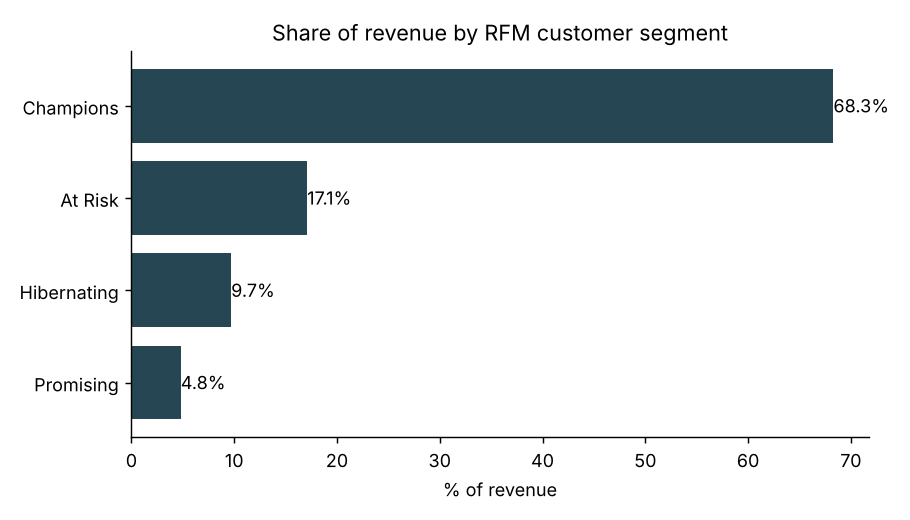 Share of revenue by RFM customer segment
Champions 68.3%
At Risk 17.1%
Hibernating 9.7%
Promising 4.8%
0 10 20 30 40 50 60 70
% of revenue